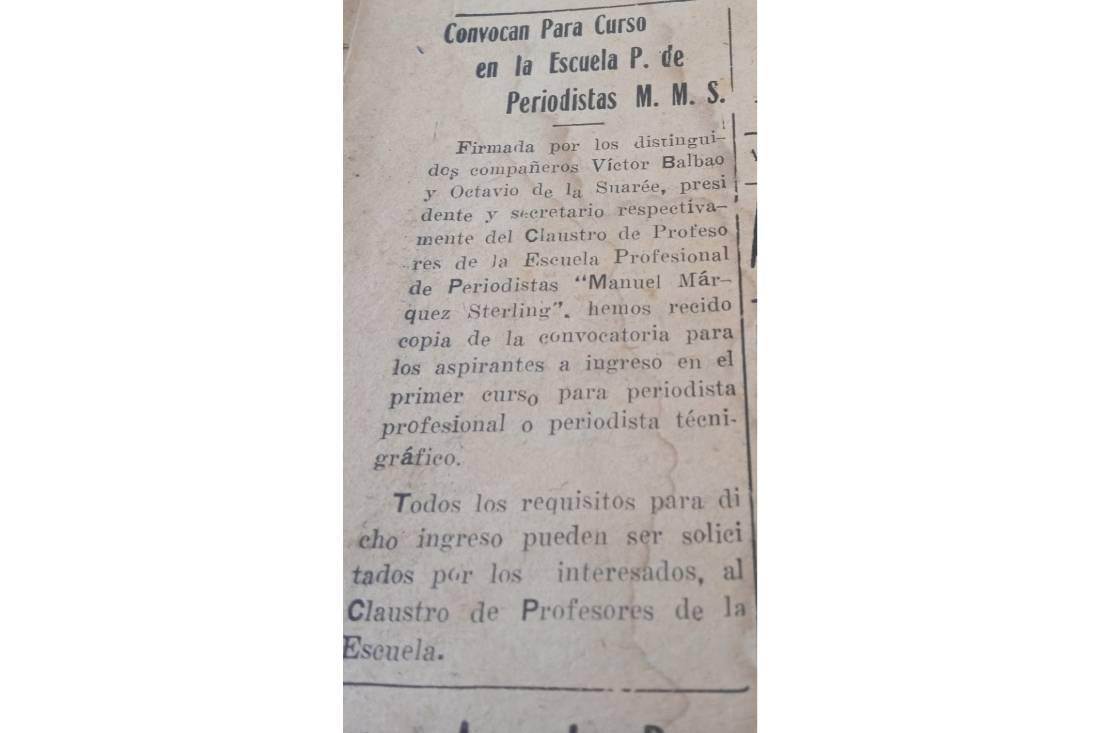 Convocan Para Curso
en la Escuela P. de
Periodistas M. M. S.
Firmada por los distingui-
dos compañeros Víctor Balbao
y Octavio de la Suarée, presi
dente y secretario respectiva-
mente del Claustro de Profeso
res de la Escuela Profesional
de Periodistas "Manuel Már-
quez Sterling". hemos recido
copia de la convocatoria para
los aspirantes a ingreso en el
primer curso para periodista
profesional o periodista técni-
gráfico.
Todos los requisitos para di
cho ingreso pueden ser solici
tados por los interesados, al
Claustro de Profesores de la
Escuela.